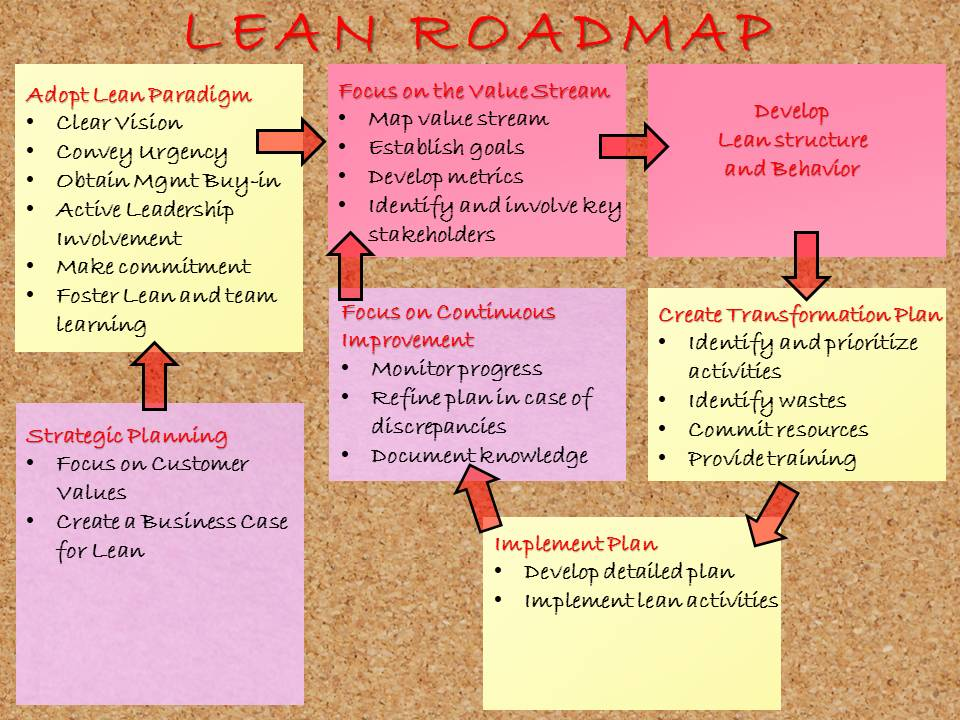 LEAN ROADMAP
Adopt Lean Paradigm
• Clear Vision
• Convey Urgency
• Obtain Mgmt Buy-in
• Active Leadership
Involvement
• Make commitment
• Foster Lean and team
learning
Focus on the Value Stream
• Map value stream
• Establish goals
• Develop metrics
• Identify and involve key
stakeholders
Develop
Lean structure
and Behavior
Strategic Planning
• Focus on Customer
Values
• Create a Business Case
for Lean
Focus on Continuous
Improvement
• Monitor progress
• Refine plan in case of
discrepancies
• Document knowledge
Create Transformation Plan
• Identify and prioritize
activities
• Identify wastes
• Commit resources
• Provide training
Implement Plan
• Develop detailed plan
• Implement lean activities